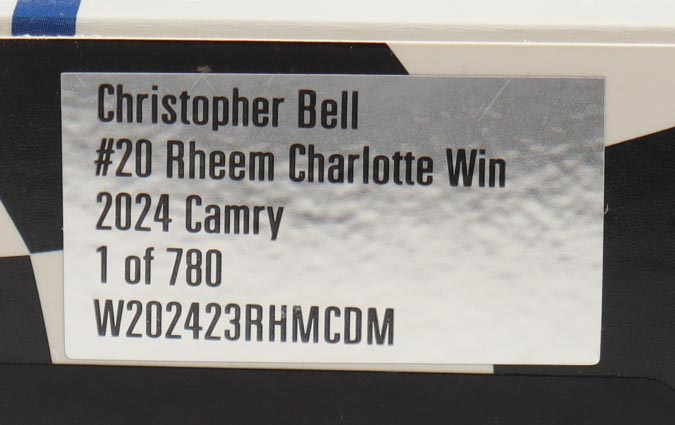 Christopher Bell
#20 Rheem Charlotte Win
2024 Camry
1 of 780
W202423RHMCDM